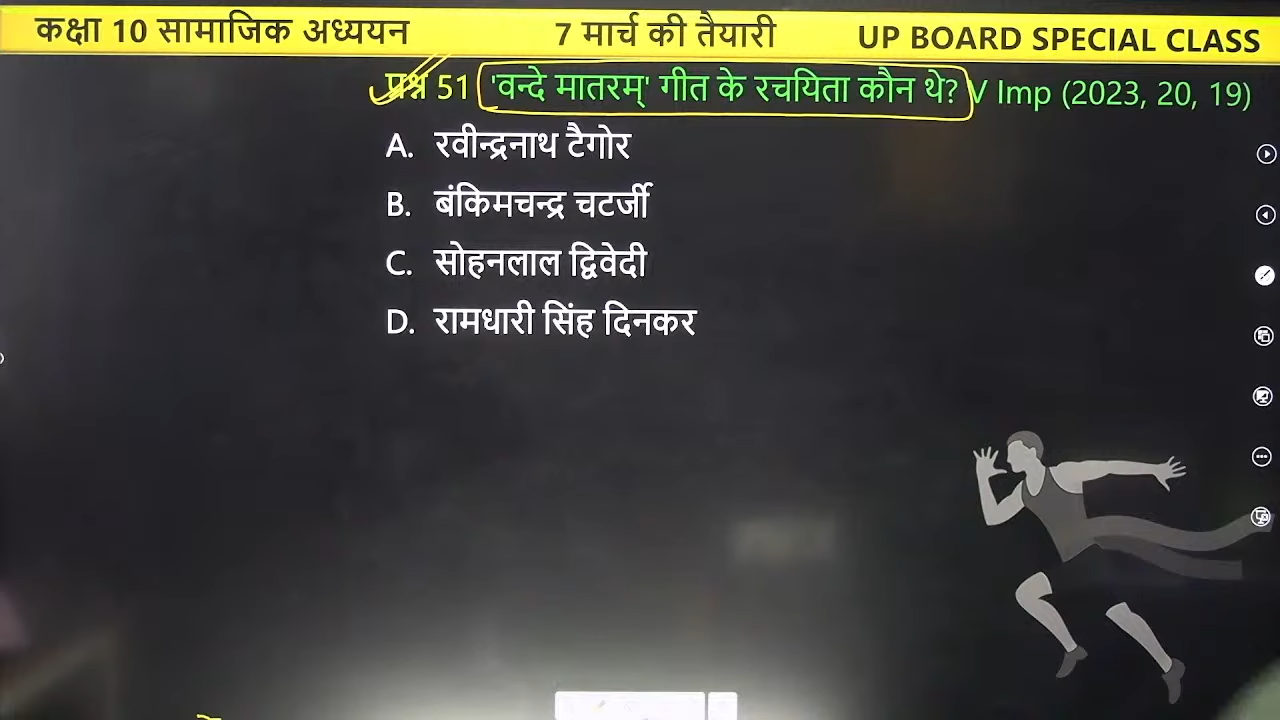 कक्षा 10 सामाजिक अध्ययन 7 मार्च की तैयारी UP BOARD SPECIAL CLASS
प्रश्न 51 'वन्दे मातरम्' गीत के रचयिता कौन थे? V Imp (2023, 20, 19)
A. रवीन्द्रनाथ टैगोर
B. बंकिमचन्द्र चटर्जी
C. सोहनलाल द्विवेदी
D. रामधारी सिंह दिनकर